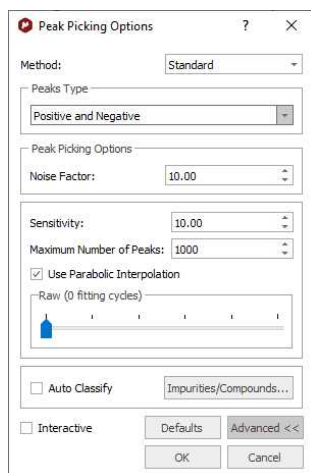 Peak Picking Options ? ×
Method: Standard
Peaks Type
Positive and Negative
Peak Picking Options
Noise Factor: 10.00
Sensitivity: 10.00
Maximum Number of Peaks: 1000
Use Parabolic Interpolation
Raw (0 fitting cycles)
Auto Classify Impurities/Compounds...
Interactive Defaults Advanced <<
OK Cancel